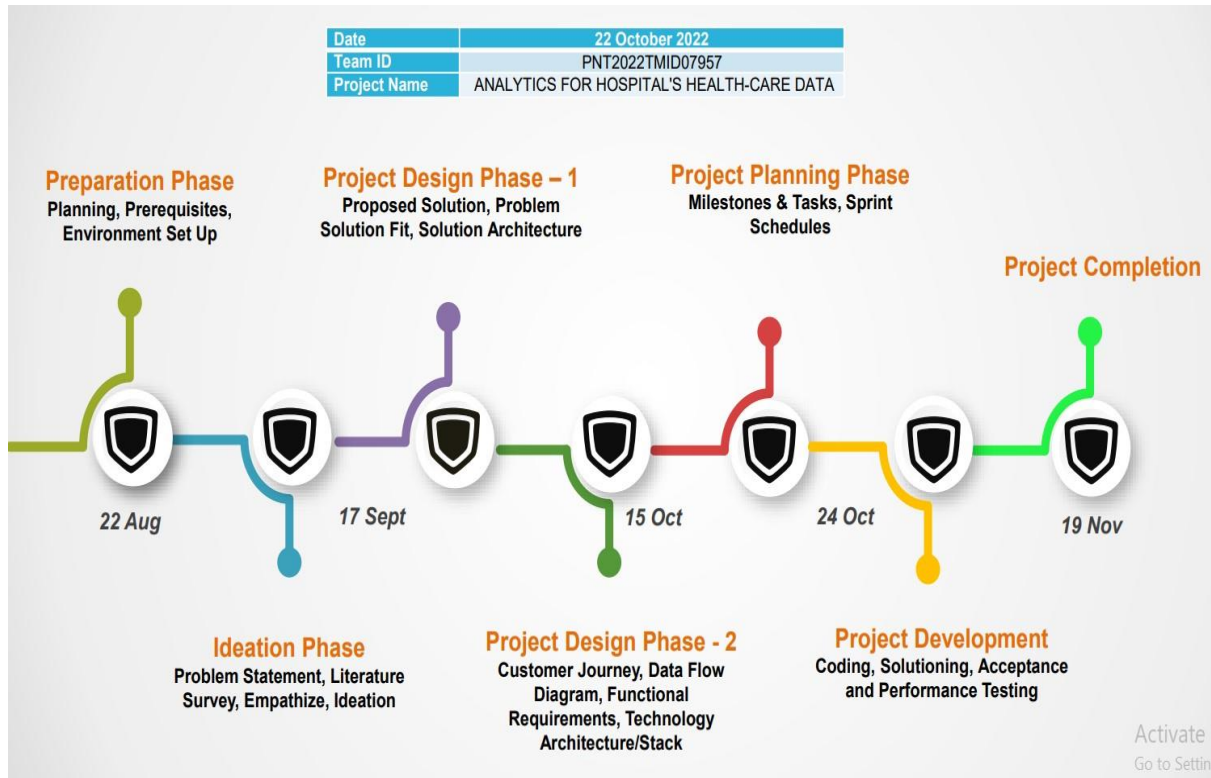 Date 22 October 2022
Team ID PNT2022TMID07957
Project Name ANALYTICS FOR HOSPITAL'S HEALTH-CARE DATA
Preparation Phase
Planning, Prerequisites,
Environment Set Up
Project Design Phase – 1
Proposed Solution, Problem
Solution Fit, Solution Architecture
Project Planning Phase
Milestones & Tasks, Sprint
Schedules
Project Completion
22 Aug
17 Sept
15 Oct
24 Oct
19 Nov
Ideation Phase
Problem Statement, Literature
Survey, Empathize, Ideation
Project Design Phase - 2
Customer Journey, Data Flow
Diagram, Functional
Requirements, Technology
Architecture/Stack
Project Development
Coding, Solutioning, Acceptance
and Performance Testing
Activate
Go to Settin